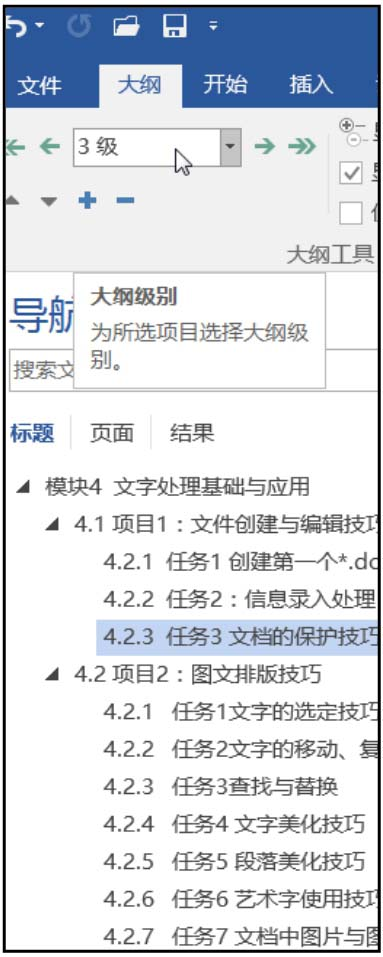 文件 大纲 开始 插入
3 级
大纲工具
大纲级别
为所选项目选择大纲级
别。
导航
搜索文
标题 页面 结果
模块4 文字处理基础与应用
4.1 项目1：文件创建与编辑技巧
4.2.1 任务1 创建第一个*.do
4.2.2 任务2：信息录入处理
4.2.3 任务3 文档的保护技巧
4.2 项目2：图文排版技巧
4.2.1 任务1文字的选定技巧
4.2.2 任务2文字的移动、复
4.2.3 任务3查找与替换
4.2.4 任务4 文字美化技巧
4.2.5 任务5 段落美化技巧
4.2.6 任务6 艺术字使用技巧
4.2.7 任务7 文档中图片与图